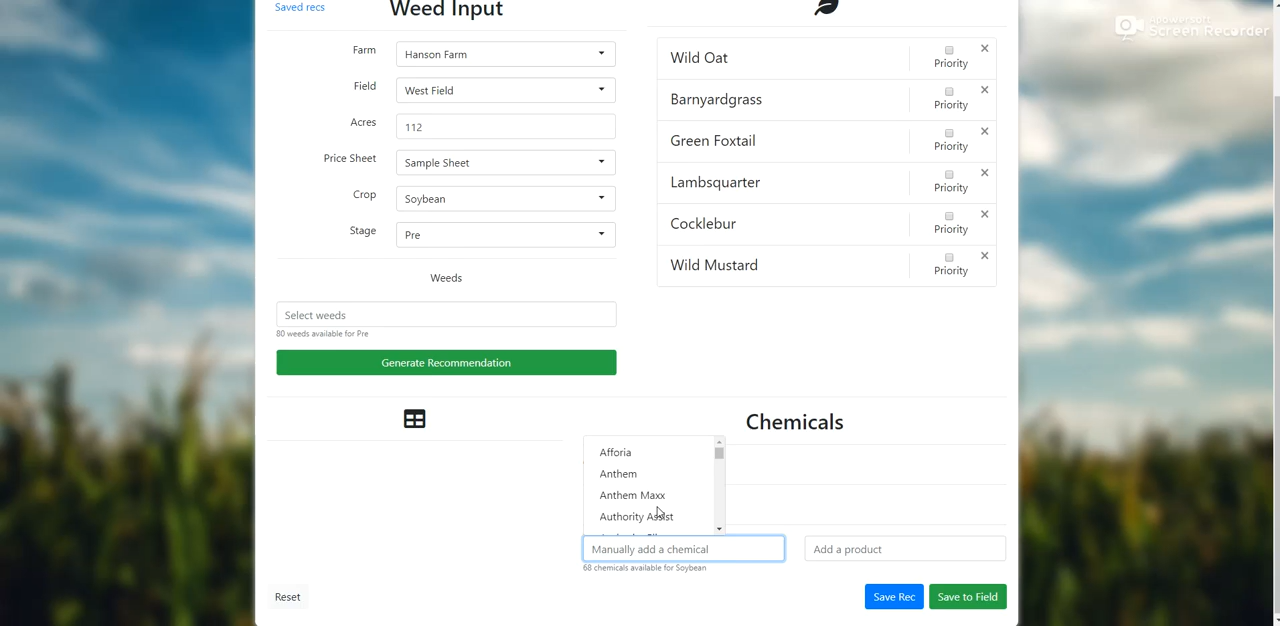 Saved recs
Weed Input
Apowersoft
Screen Recorder
Farm
Hanson Farm
Field
West Field
Acres
112
Price Sheet
Sample Sheet
Crop
Soybean
Stage
Pre
Weeds
Select weeds
80 weeds available for Pre
Generate Recommendation
Wild Oat
Priority
Barnyardgrass
Priority
Green Foxtail
Priority
Lambsquarter
Priority
Cocklebur
Priority
Wild Mustard
Priority
Chemicals
Afforia
Anthem
Anthem Maxx
Authority Assist
Manually add a chemical
68 chemicals available for Soybean
Add a product
Reset
Save Rec
Save to Field